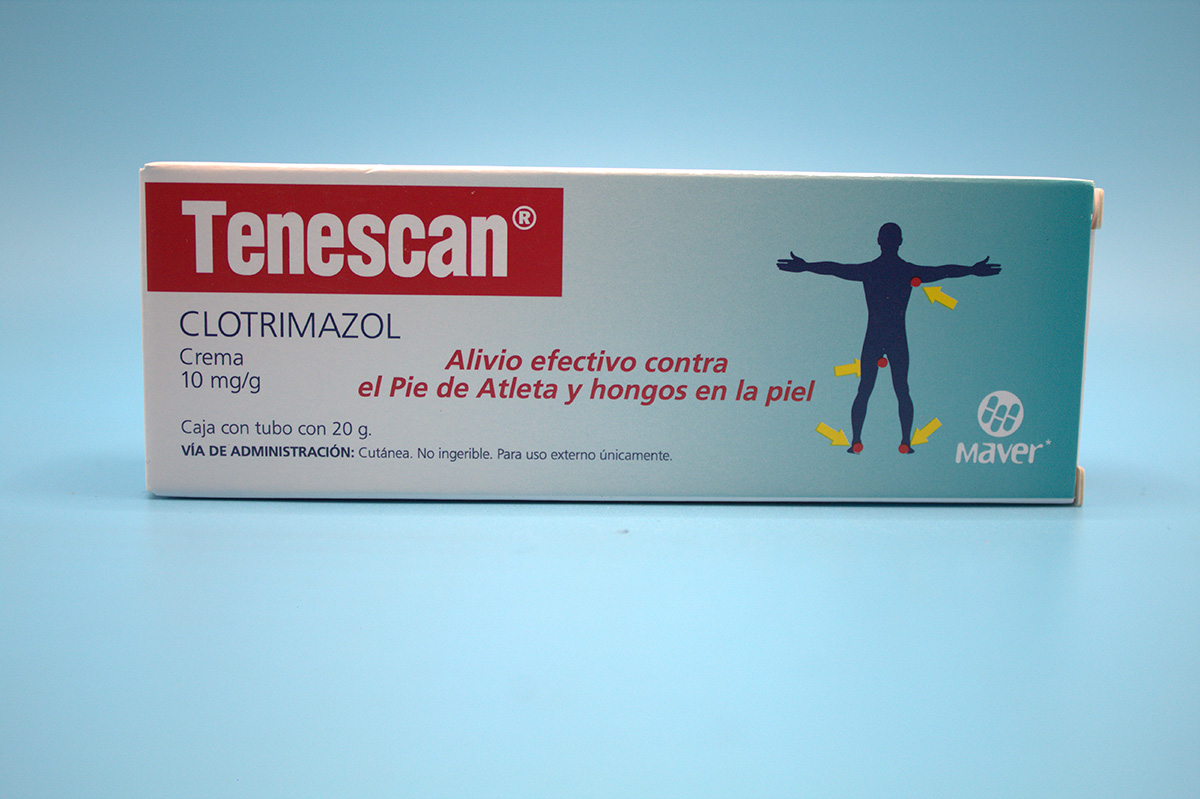 Tenescan®
CLOTRIMAZOL
Crema
10 mg/g
Alivio efectivo contra
el Pie de Atleta y hongos en la piel
Caja con tubo con 20 g.
VÍA DE ADMINISTRACIÓN: Cutánea. No ingerible. Para uso externo únicamente.
Maver*